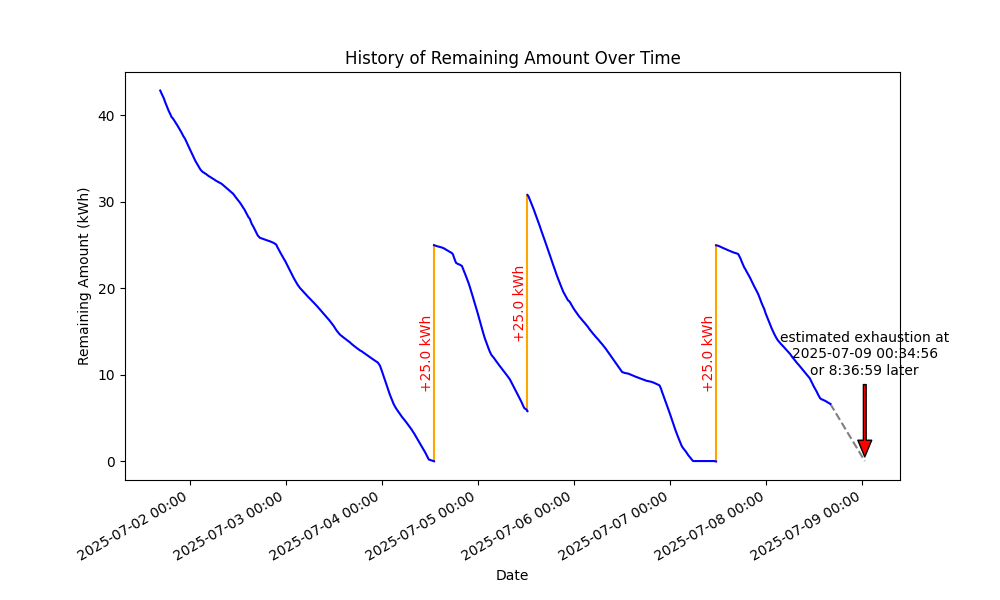 History of Remaining Amount Over Time
Remaining Amount (kWh)
40
30
20
10
0
+25.0 kWh
+25.0 kWh
+25.0 kWh
estimated exhaustion at
2025-07-09 00:34:56
or 8:36:59 later
2025-07-02 00:00
2025-07-03 00:00
2025-07-04 00:00
2025-07-05 00:00
2025-07-06 00:00
2025-07-07 00:00
2025-07-08 00:00
2025-07-09 00:00
Date